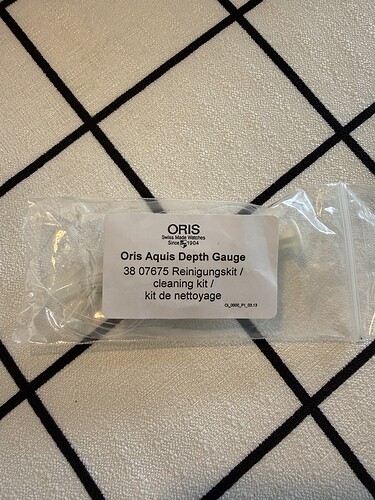 ORIS
Swiss Made Watches
Since 1904
Oris Aquis Depth Gauge
38 07675 Reinigungskit /
cleaning kit /
kit de nettoyage